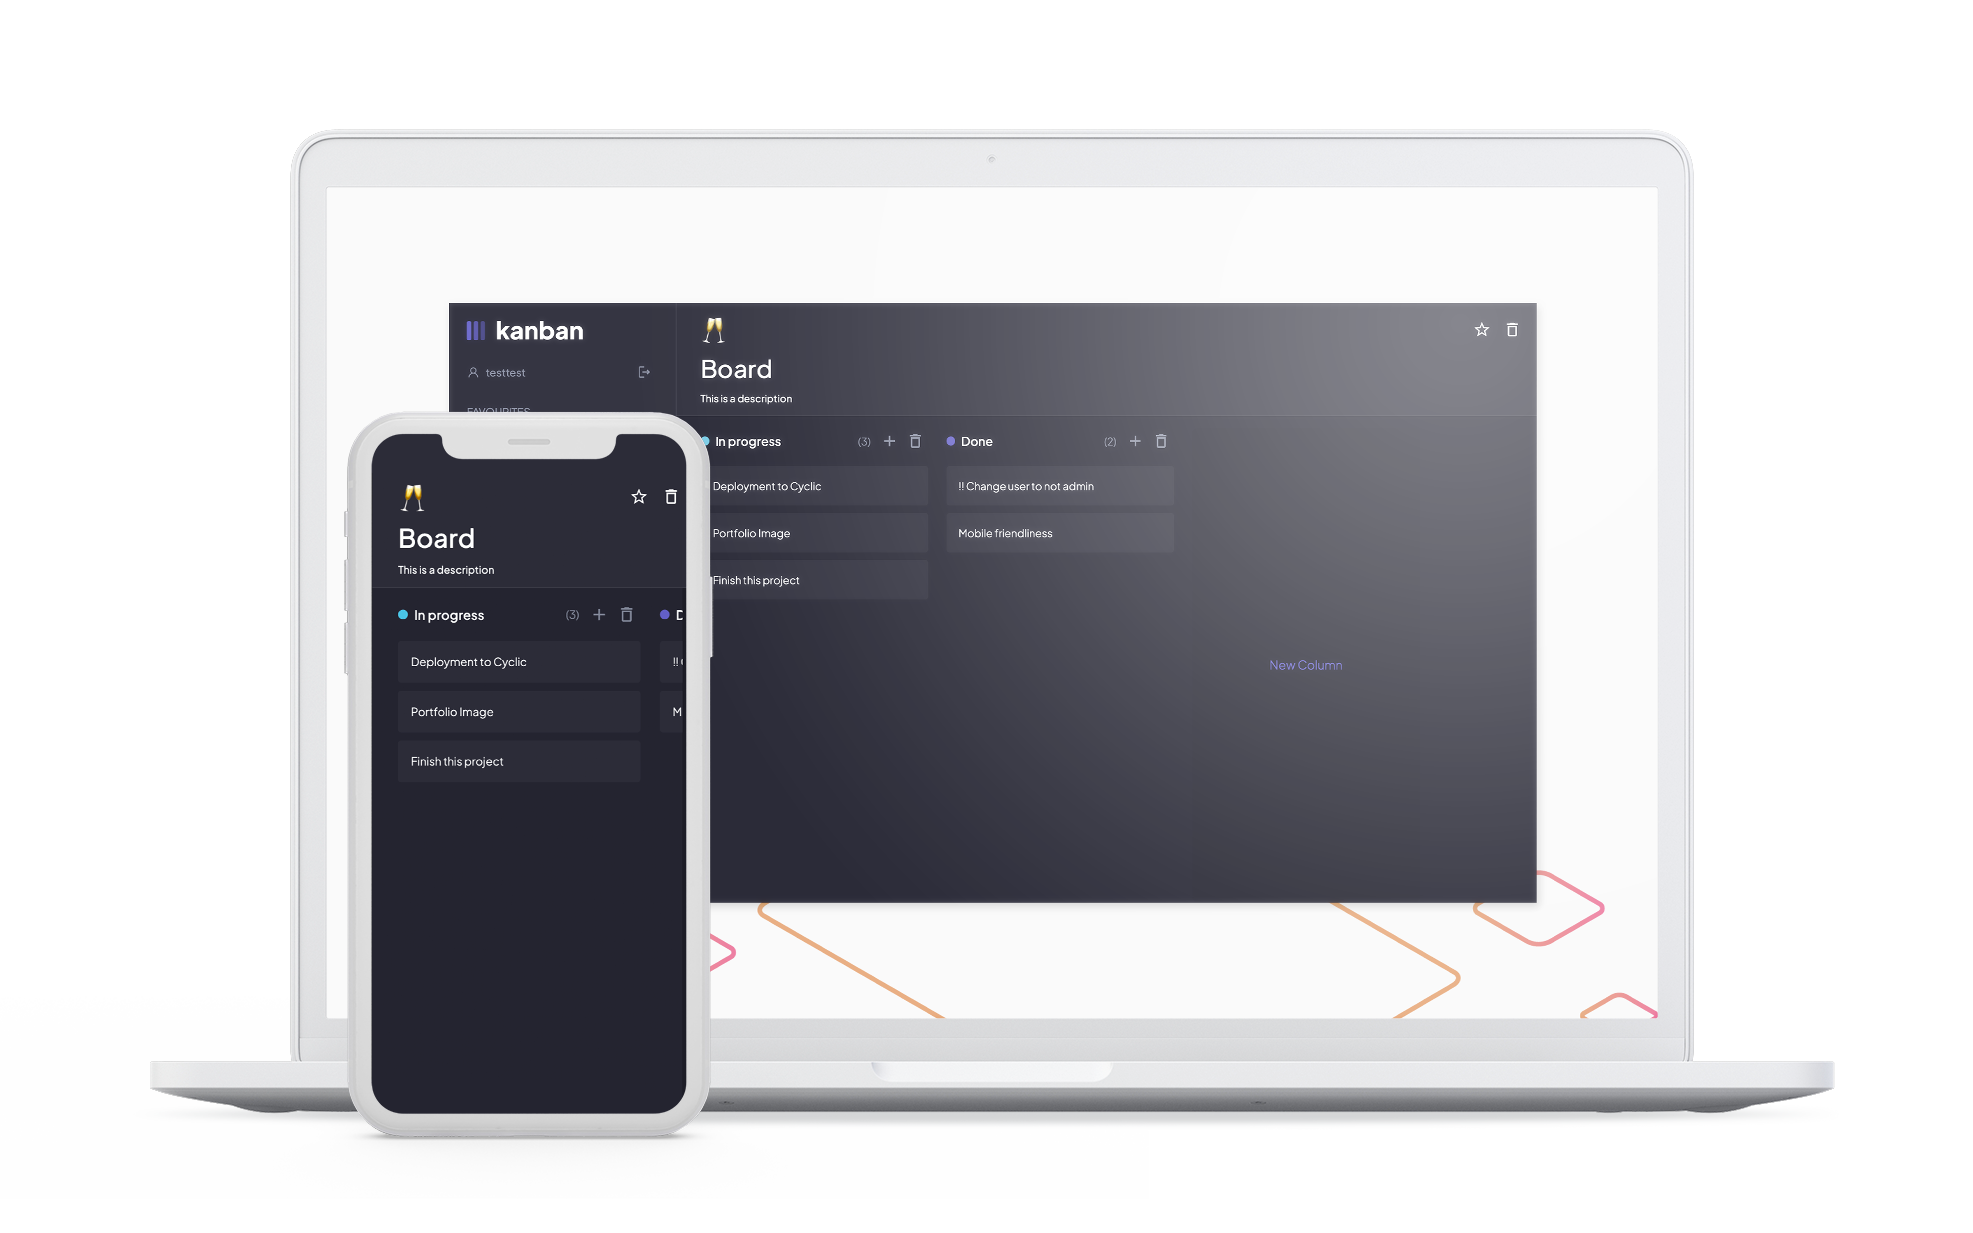 kanban
testtest
FAVOURITES
Board
This is a description
In progress (3)
Done (2)
Deployment to Cyclic
!! Change user to not admin
Portfolio Image
Mobile friendliness
Finish this project
New Column
Board
This is a description
In progress (3)
D
Deployment to Cyclic
!!
Portfolio Image
M
Finish this project